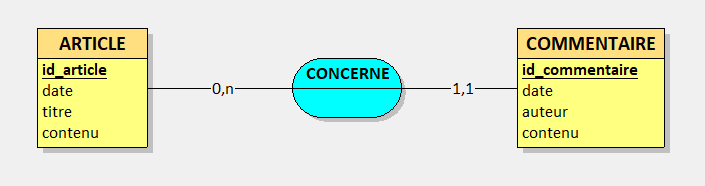 ARTICLE
id_article
date
titre
contenu
0,n
CONCERNE
1,1
COMMENTAIRE
id_commentaire
date
auteur
contenu